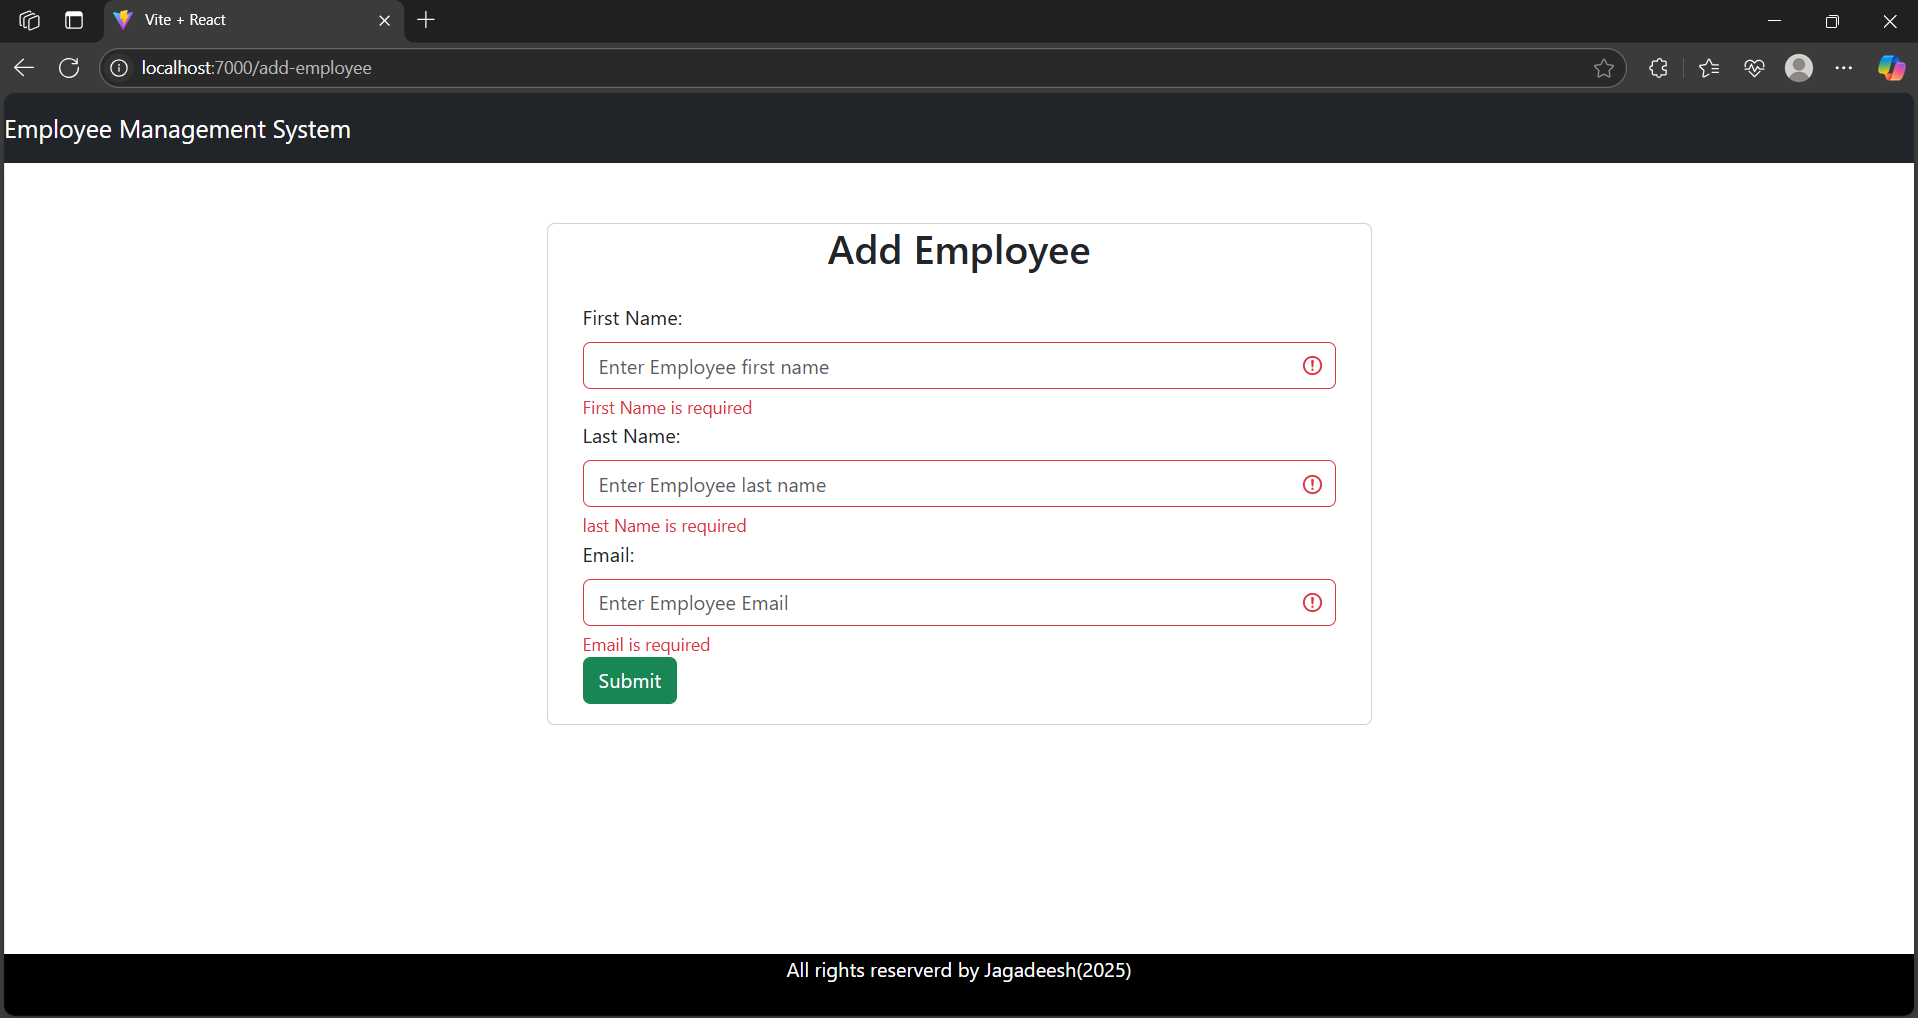 Vite + React
localhost:7000/add-employee
Employee Management System
Add Employee
First Name:
Enter Employee first name
First Name is required
Last Name:
Enter Employee last name
last Name is required
Email:
Enter Employee Email
Email is required
Submit
All rights reserverd by Jagadeesh(2025)